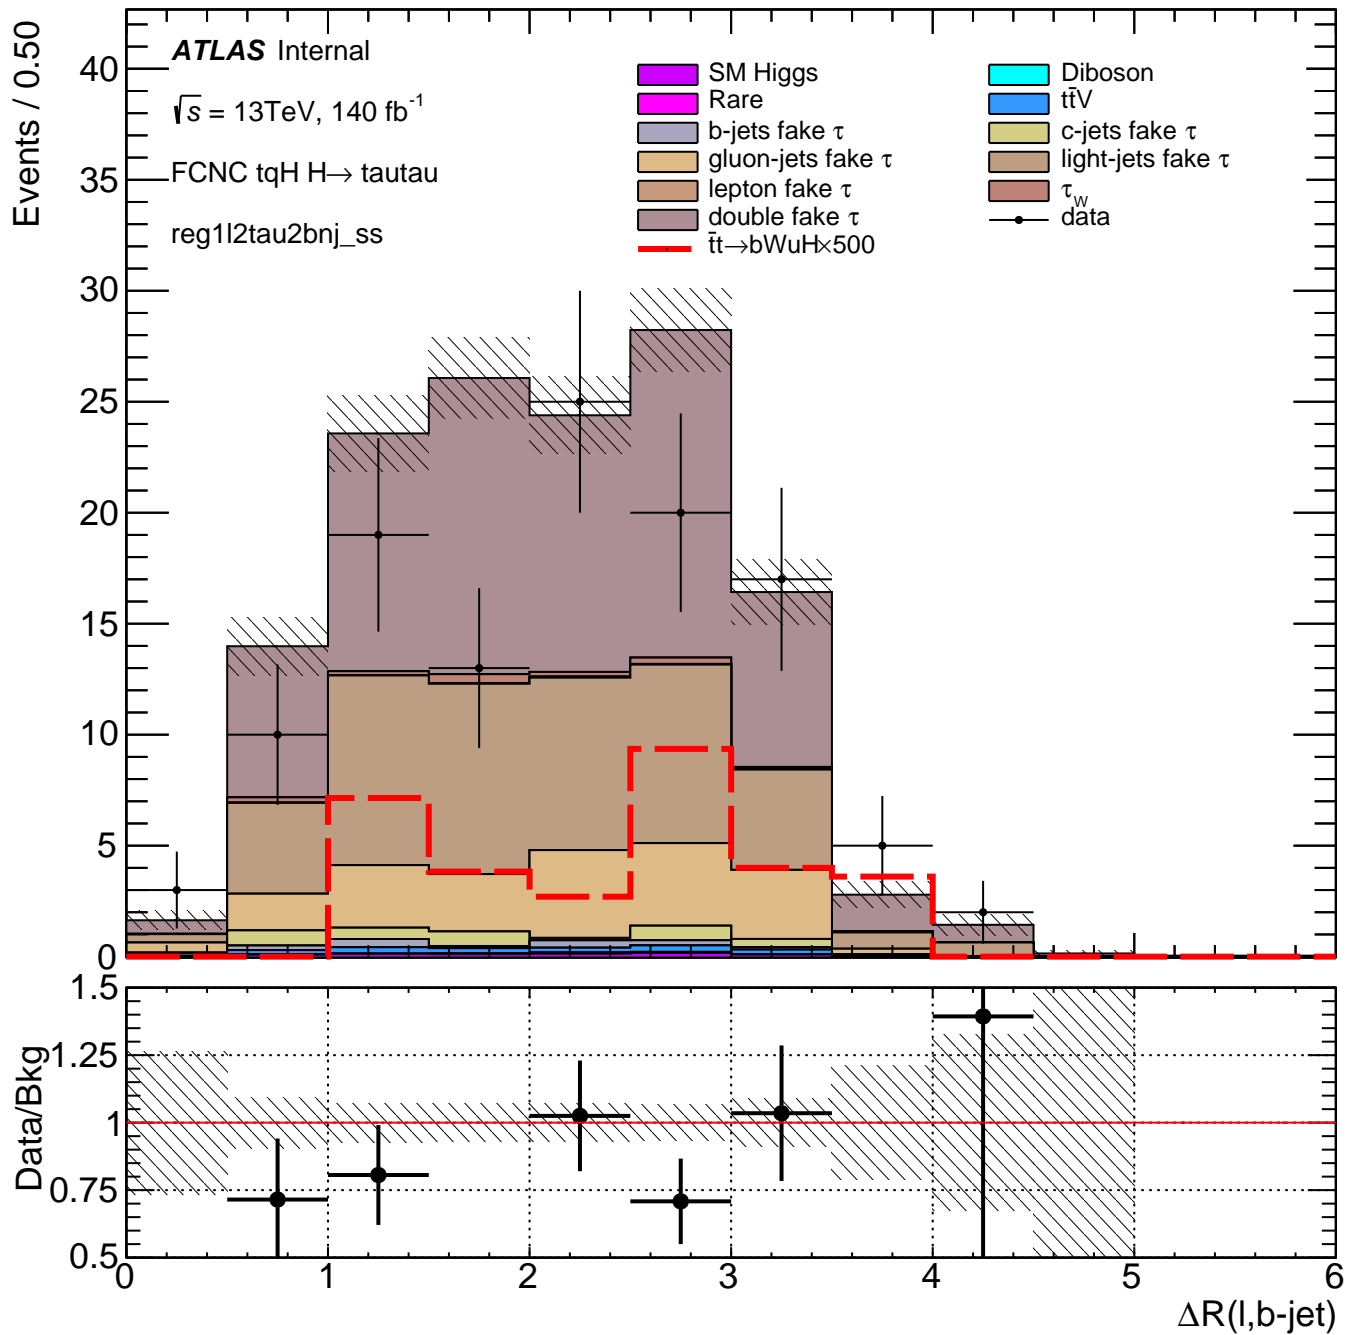 Events / 0.50
ATLAS Internal
√s = 13TeV, 140 fb⁻¹
FCNC tqH H→ tautau
reg1l2tau2bnj_ss
SM Higgs
Rare
b-jets fake τ
gluon-jets fake τ
lepton fake τ
double fake τ
t̄t→bWuH×500
Diboson
tt̄V
c-jets fake τ
light-jets fake τ
τ_W
data
40
35
30
25
20
15
10
5
0
Data/Bkg
1.5
1.25
1
0.75
0.5
0 1 2 3 4 5 6
ΔR(l,b-jet)